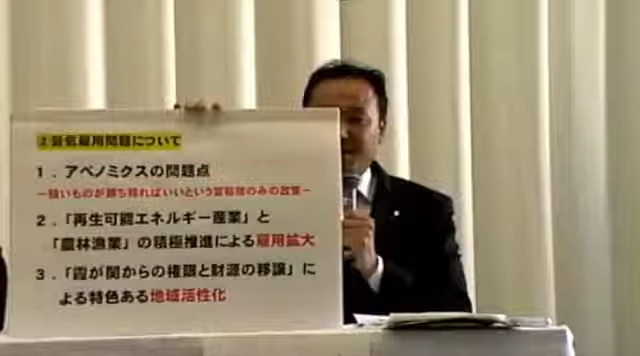 ②景気雇用問題について
1.アベノミクスの問題点
ー強いものが勝ち残ればいいという富裕層のみの政策ー
2.「再生可能エネルギー産業」と
「農林漁業」の積極推進による雇用拡大
3.「霞が関からの権限と財源の移譲」に
よる特色ある地域活性化